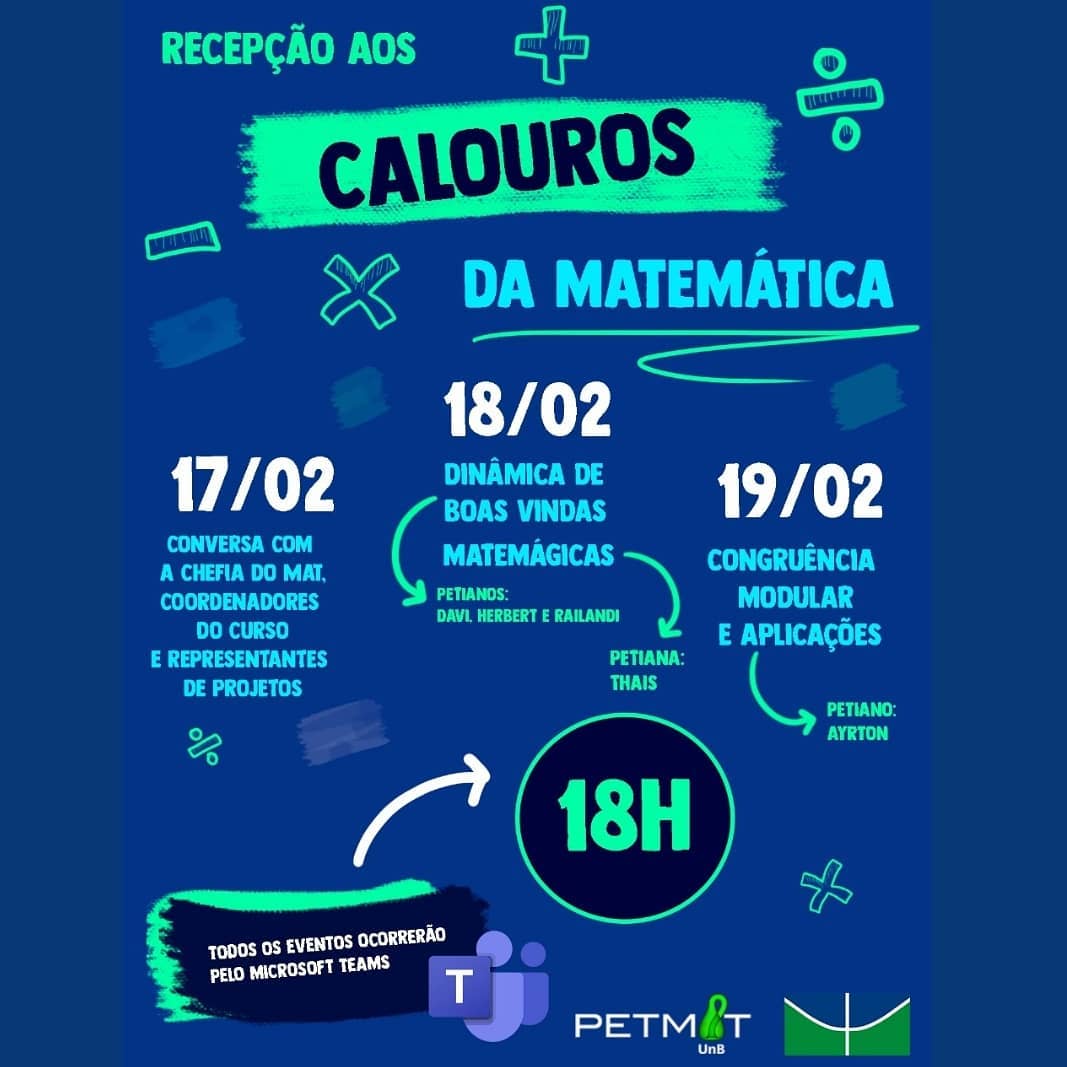 RECEPÇÃO AOS
CALOUROS
DA MATEMÁTICA
17/02
CONVERSA COM
A CHEFIA DO MAT,
COORDENADORES
DO CURSO
E REPRESENTANTES
DE PROJETOS
18/02
DINÂMICA DE
BOAS VINDAS
MATEMÁGICAS
PETIANOS:
DAVI, HERBERT E RAILANDI
PETIANA:
THAIS
19/02
CONGRUÊNCIA
MODULAR
E APLICAÇÕES
PETIANO:
AYRTON
18H
TODOS OS EVENTOS OCORRERÃO
PELO MICROSOFT TEAMS
T
PETMAT
UnB